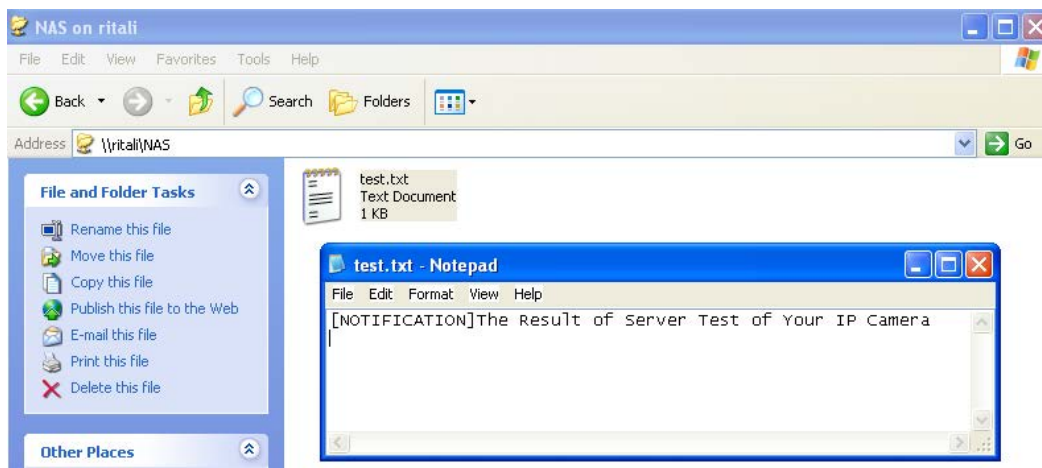 NAS on ritali
File Edit View Favorites Tools Help
Back Search Folders
Address \\ritali\NAS Go
File and Folder Tasks
Rename this file
Move this file
Copy this file
Publish this file to the Web
E-mail this file
Print this file
Delete this file
Other Places
test.txt
Text Document
1 KB
test.txt - Notepad
File Edit Format View Help
[NOTIFICATION]The Result of Server Test of Your IP Camera